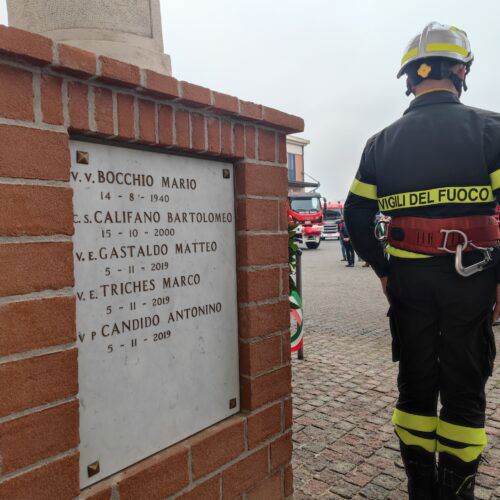 V.V. BOCCHIO MARIO
14 - 8 - 1940
C.S. CALIFANO BARTOLOMEO
15 - 10 - 2000
V.E. GASTALDO MATTEO
5 - 11 - 2019
V.E. TRICHES MARCO
5 - 11 - 2019
V P CANDIDO ANTONINO
5 - 11 - 2019
VIGILI DEL FUOCO